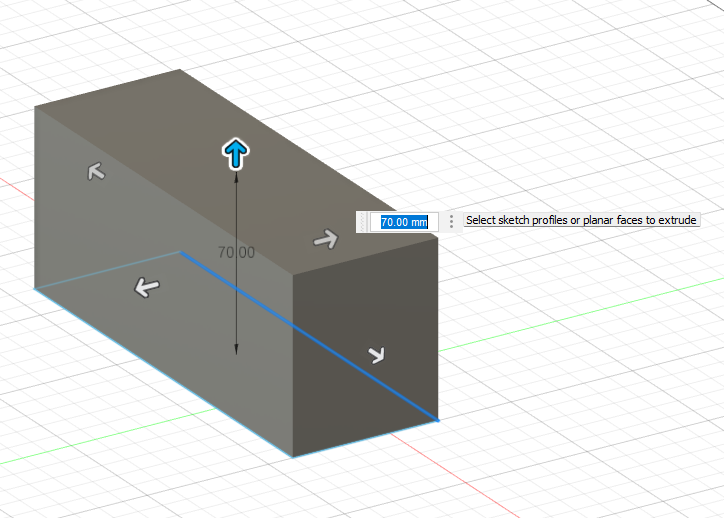 70.00 mm
Select sketch profiles or planar faces to extrude
70.00